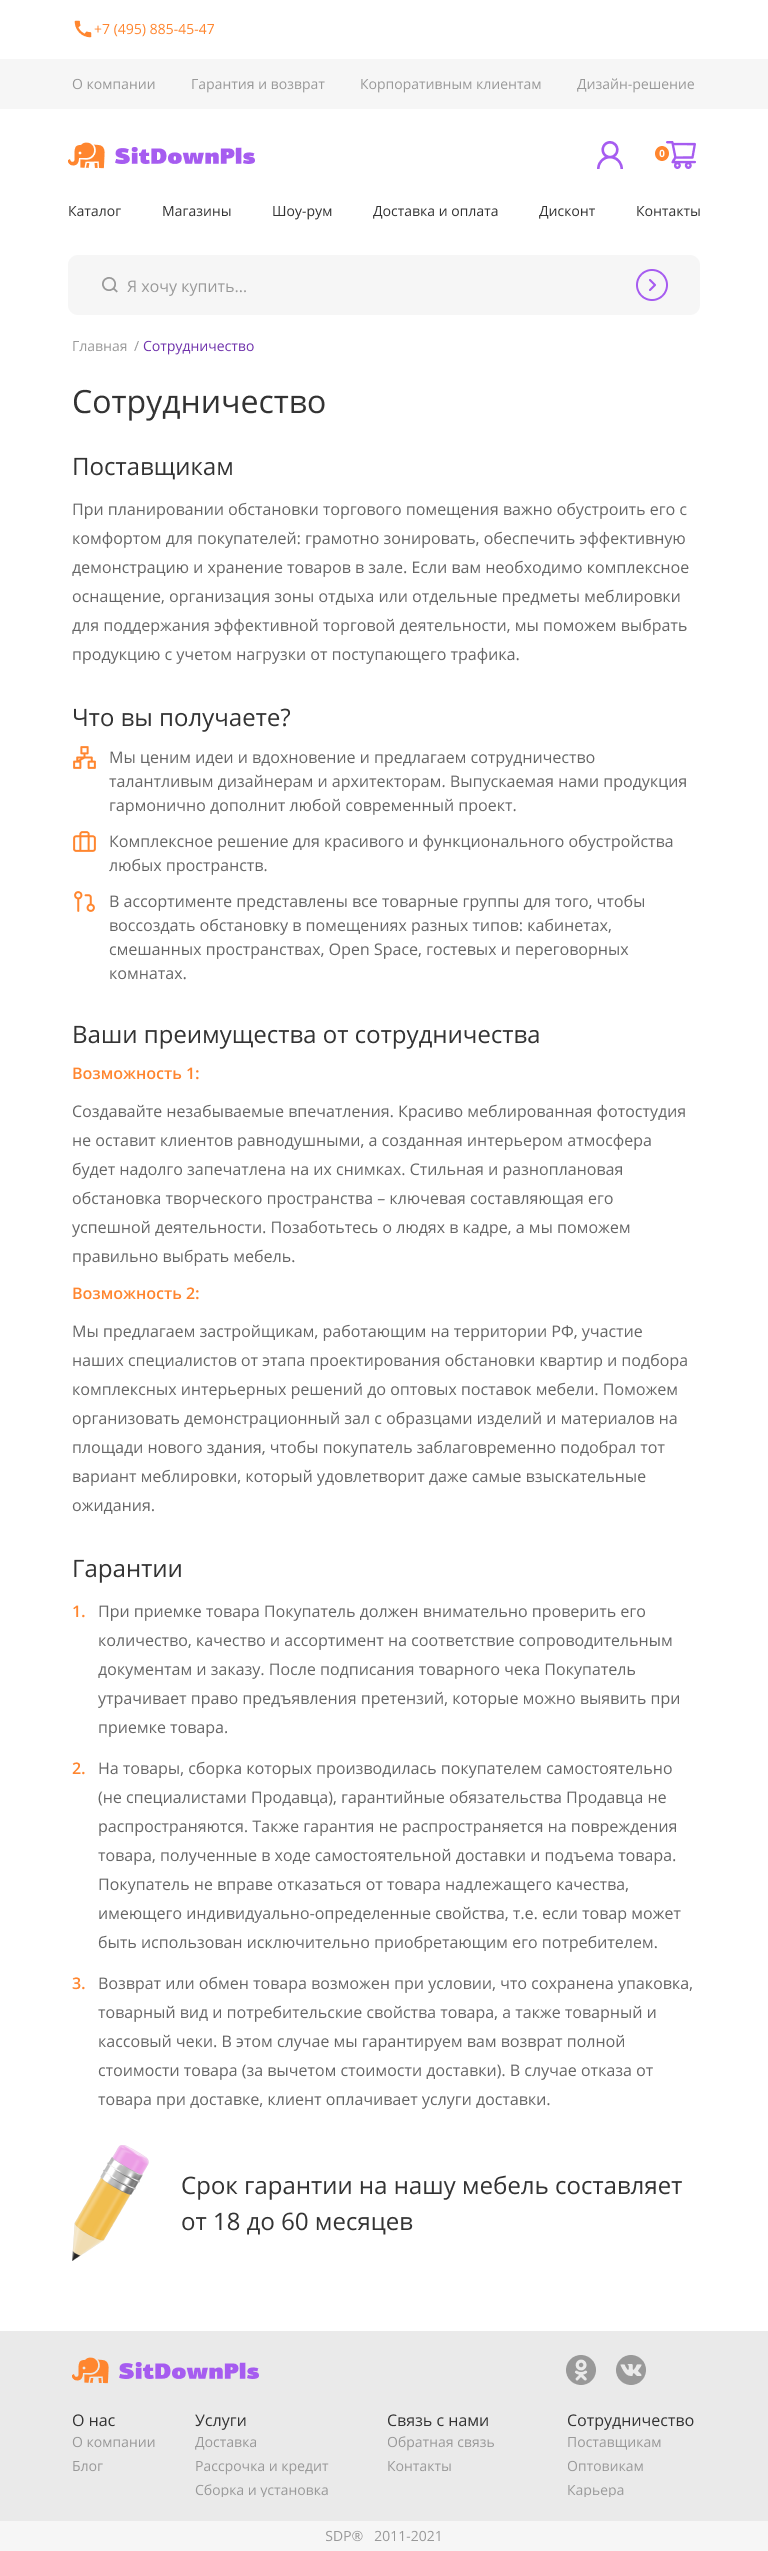 +7 (495) 885-45-47
О компании Гарантия и возврат Корпоративным клиентам Дизайн-решение
SitDownPls 0
Каталог Магазины Шоу-рум Доставка и оплата Дисконт Контакты
Я хочу купить...
Главная / Сотрудничество
Сотрудничество
Поставщикам
При планировании обстановки торгового помещения важно обустроить его с
комфортом для покупателей: грамотно зонировать, обеспечить эффективную
демонстрацию и хранение товаров в зале. Если вам необходимо комплексное
оснащение, организация зоны отдыха или отдельные предметы меблировки
для поддержания эффективной торговой деятельности, мы поможем выбрать
продукцию с учетом нагрузки от поступающего трафика.
Что вы получаете?
Мы ценим идеи и вдохновение и предлагаем сотрудничество
талантливым дизайнерам и архитекторам. Выпускаемая нами продукция
гармонично дополнит любой современный проект.
Комплексное решение для красивого и функционального обустройства
любых пространств.
В ассортименте представлены все товарные группы для того, чтобы
воссоздать обстановку в помещениях разных типов: кабинетах,
смешанных пространствах, Open Space, гостевых и переговорных
комнатах.
Ваши преимущества от сотрудничества
Возможность 1:
Создавайте незабываемые впечатления. Красиво меблированная фотостудия
не оставит клиентов равнодушными, а созданная интерьером атмосфера
будет надолго запечатлена на их снимках. Стильная и разноплановая
обстановка творческого пространства – ключевая составляющая его
успешной деятельности. Позаботьтесь о людях в кадре, а мы поможем
правильно выбрать мебель.
Возможность 2:
Мы предлагаем застройщикам, работающим на территории РФ, участие
наших специалистов от этапа проектирования обстановки квартир и подбора
комплексных интерьерных решений до оптовых поставок мебели. Поможем
организовать демонстрационный зал с образцами изделий и материалов на
площади нового здания, чтобы покупатель заблаговременно подобрал тот
вариант меблировки, который удовлетворит даже самые взыскательные
ожидания.
Гарантии
1. При приемке товара Покупатель должен внимательно проверить его
количество, качество и ассортимент на соответствие сопроводительным
документам и заказу. После подписания товарного чека Покупатель
утрачивает право предъявления претензий, которые можно выявить при
приемке товара.
2. На товары, сборка которых производилась покупателем самостоятельно
(не специалистами Продавца), гарантийные обязательства Продавца не
распространяются. Также гарантия не распространяется на повреждения
товара, полученные в ходе самостоятельной доставки и подъема товара.
Покупатель не вправе отказаться от товара надлежащего качества,
имеющего индивидуально-определенные свойства, т.е. если товар может
быть использован исключительно приобретающим его потребителем.
3. Возврат или обмен товара возможен при условии, что сохранена упаковка,
товарный вид и потребительские свойства товара, а также товарный и
кассовый чеки. В этом случае мы гарантируем вам возврат полной
стоимости товара (за вычетом стоимости доставки). В случае отказа от
товара при доставке, клиент оплачивает услуги доставки.
Срок гарантии на нашу мебель составляет
от 18 до 60 месяцев
SitDownPls
О нас Услуги Связь с нами Сотрудничество
О компании Доставка Обратная связь Поставщикам
Блог Рассрочка и кредит Контакты Оптовикам
Сборка и установка Карьера
SDP® 2011-2021